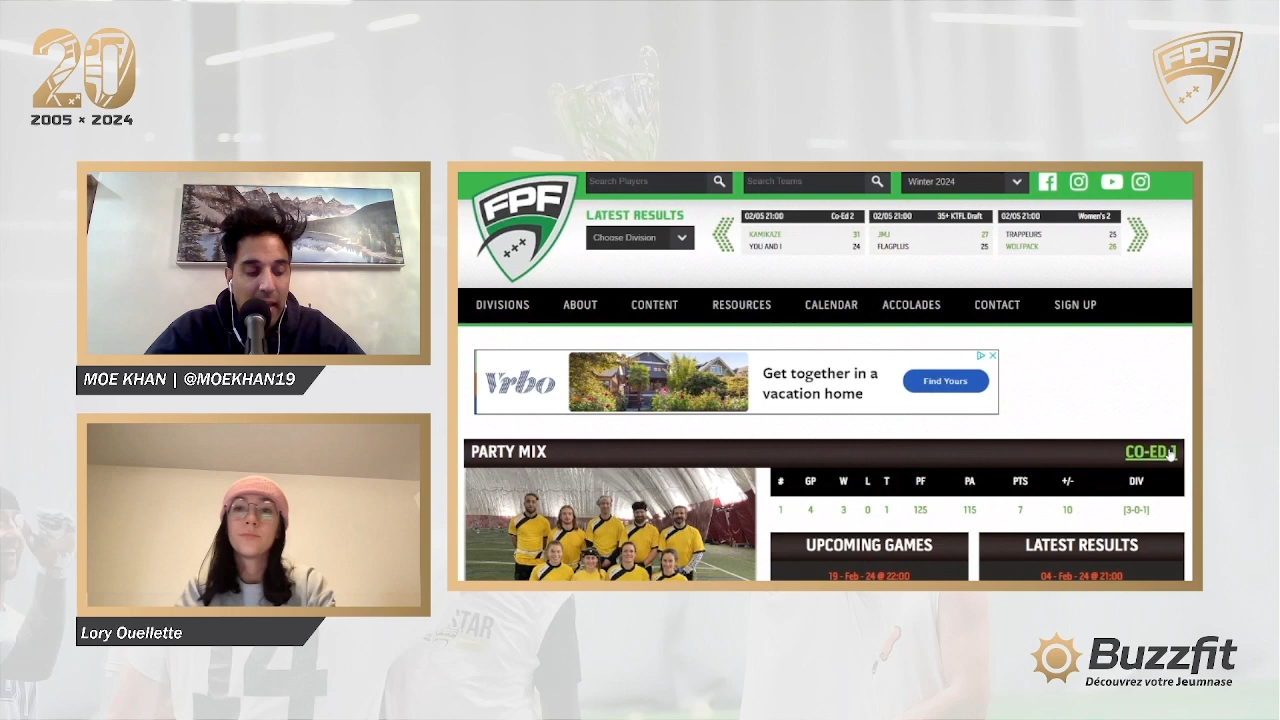 20
2005 × 2024
FPF
MOE KHAN | @MOEKHAN19
Lory Ouellette
FPF
Search Players
Search Teams
Winter 2024
LATEST RESULTS
Choose Division
02/05 21:00 Co-Ed 2
KAMIKAZE 31
YOU AND I 24
02/05 21:00 35+ KTFL Draft
JMJ 27
FLAGPLUS 25
02/05 21:00 Women's 2
TRAPPEURS 25
WOLFPACK 26
DIVISIONS ABOUT CONTENT RESOURCES CALENDAR ACCOLADES CONTACT SIGN UP
Vrbo
Get together in a
vacation home
Find Yours
PARTY MIX
CO-ED 1
# GP W L T PF PA PTS +/- DIV
1 4 3 0 1 125 115 7 10 (3-0-1)
UPCOMING GAMES
LATEST RESULTS
19 - Feb - 24 @ 22:00
04 - Feb - 24 @ 21:00
STAR
14
Buzzfit
Découvrez votre Jeumnase